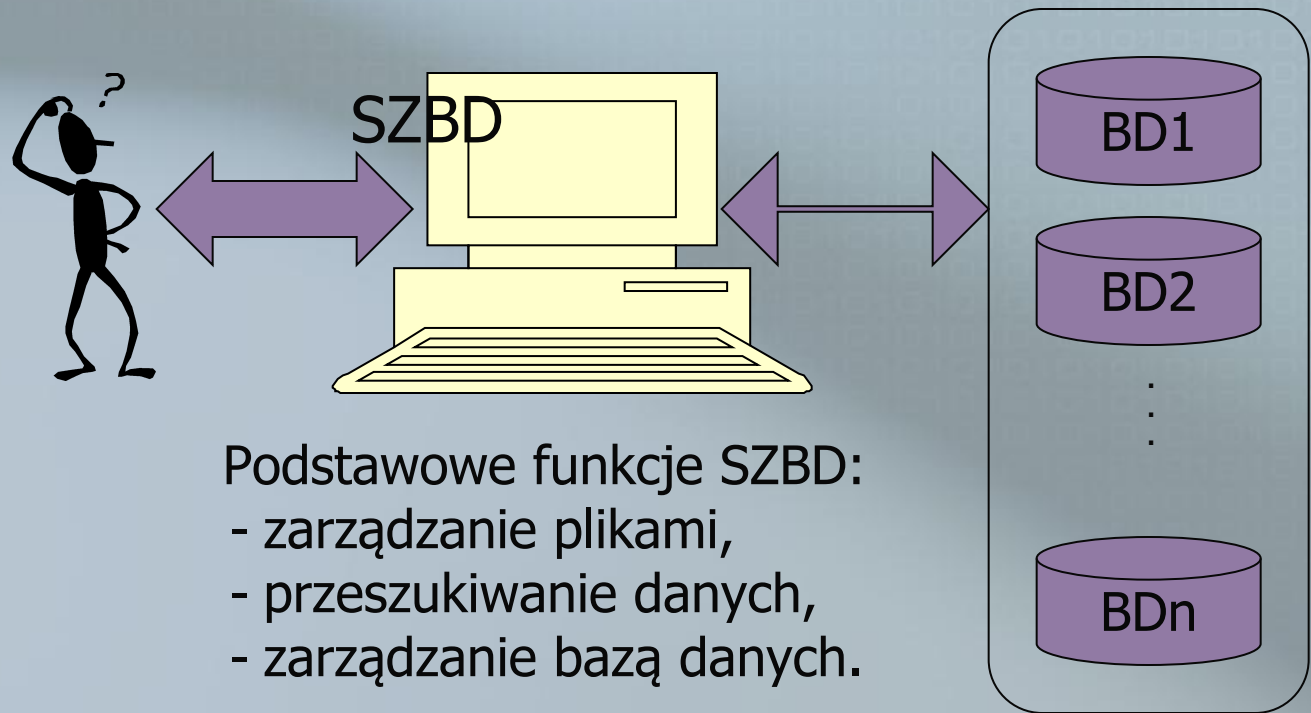 ?
SZBD
BD1
BD2
.
.
.
BDn
Podstawowe funkcje SZBD:
- zarządzanie plikami,
- przeszukiwanie danych,
- zarządzanie bazą danych.